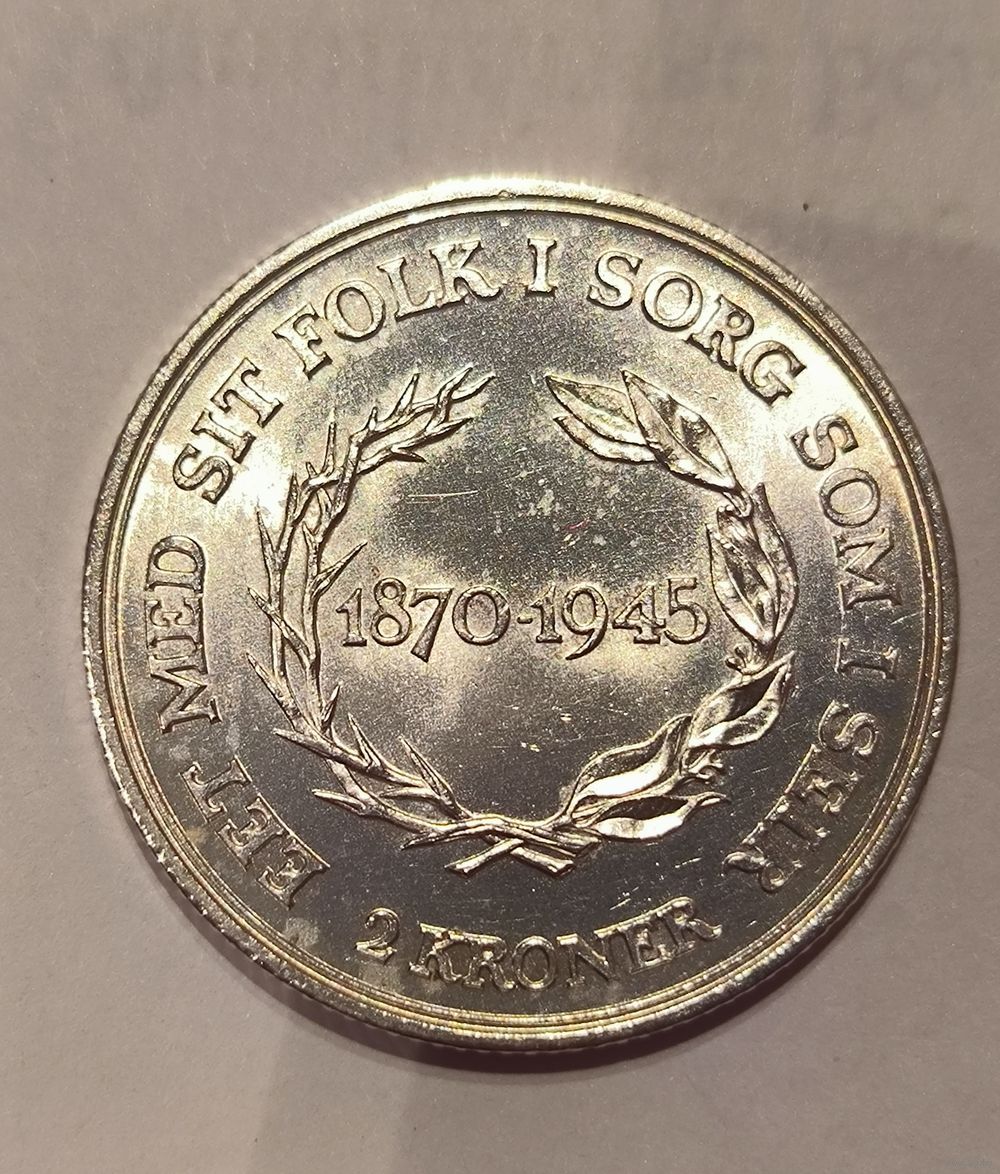 EET MED SIT FOLK I SORG SOM I SEIR
1870-1945
2 KRONER